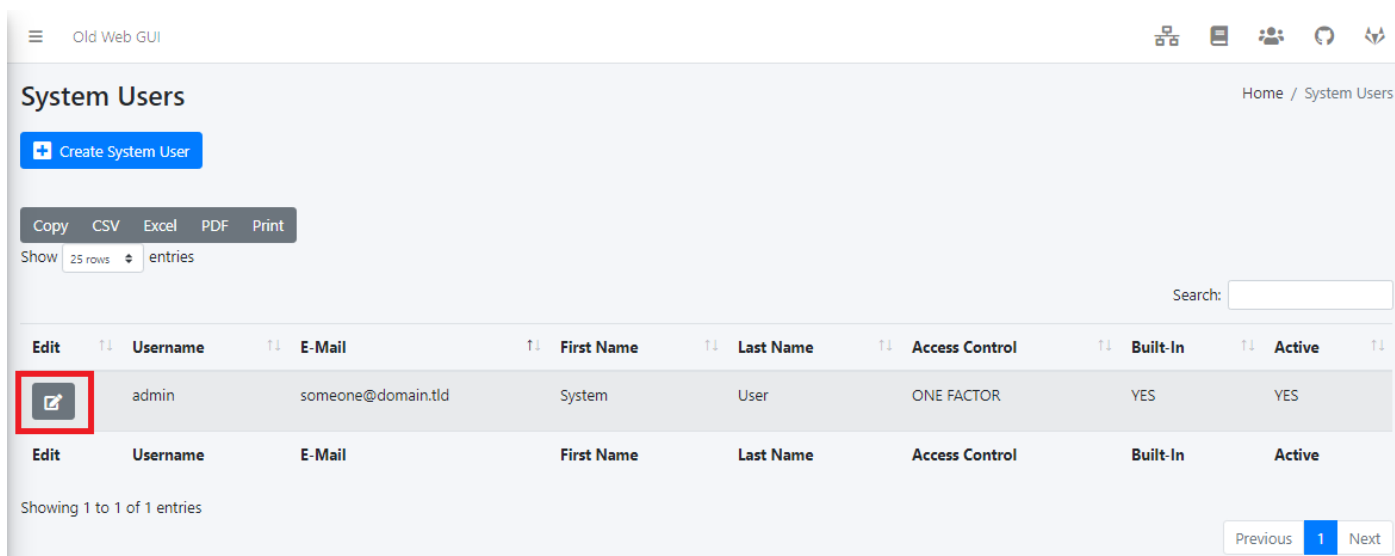 Old Web GUI
System Users
Home / System Users
Create System User
Copy CSV Excel PDF Print
Show 25 rows entries
Search:
Edit Username E-Mail First Name Last Name Access Control Built-In Active
admin someone@domain.tld System User ONE FACTOR YES YES
Edit Username E-Mail First Name Last Name Access Control Built-In Active
Showing 1 to 1 of 1 entries
Previous 1 Next